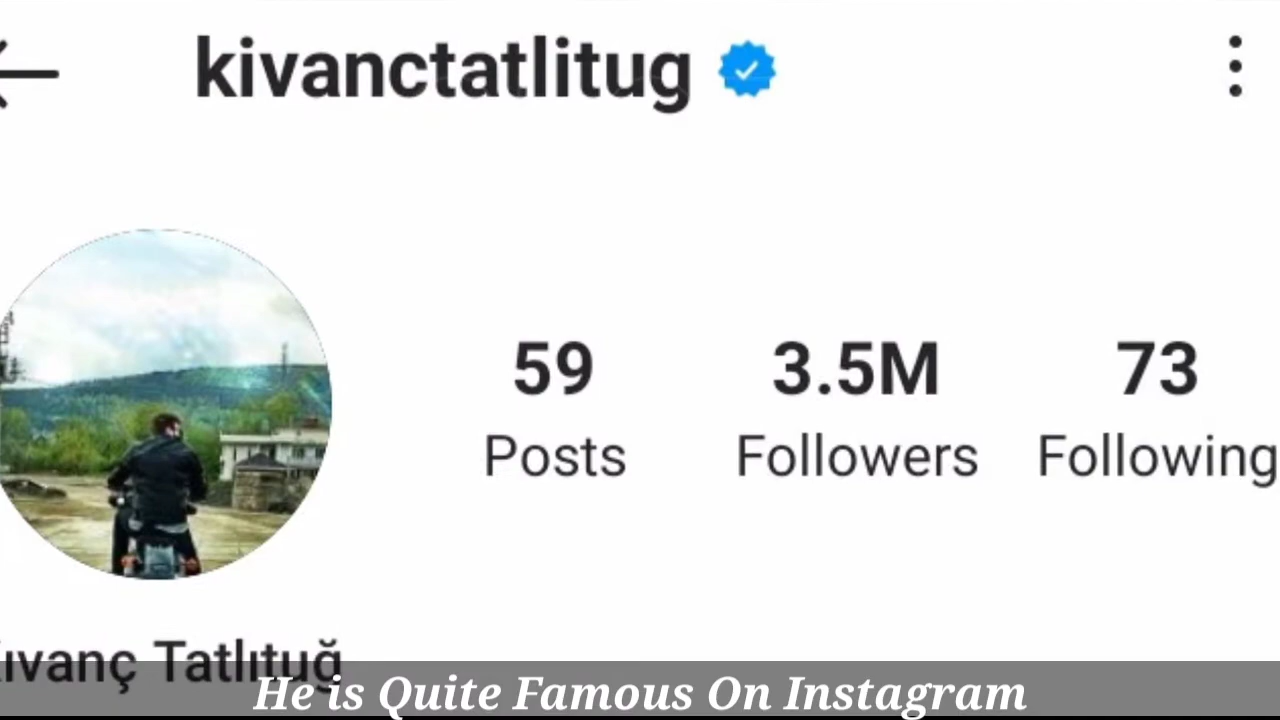 kivanctatlitug
59 3.5M 73
Posts Followers Following
ıvanç Tatlıtuğ
He is Quite Famous On Instagram